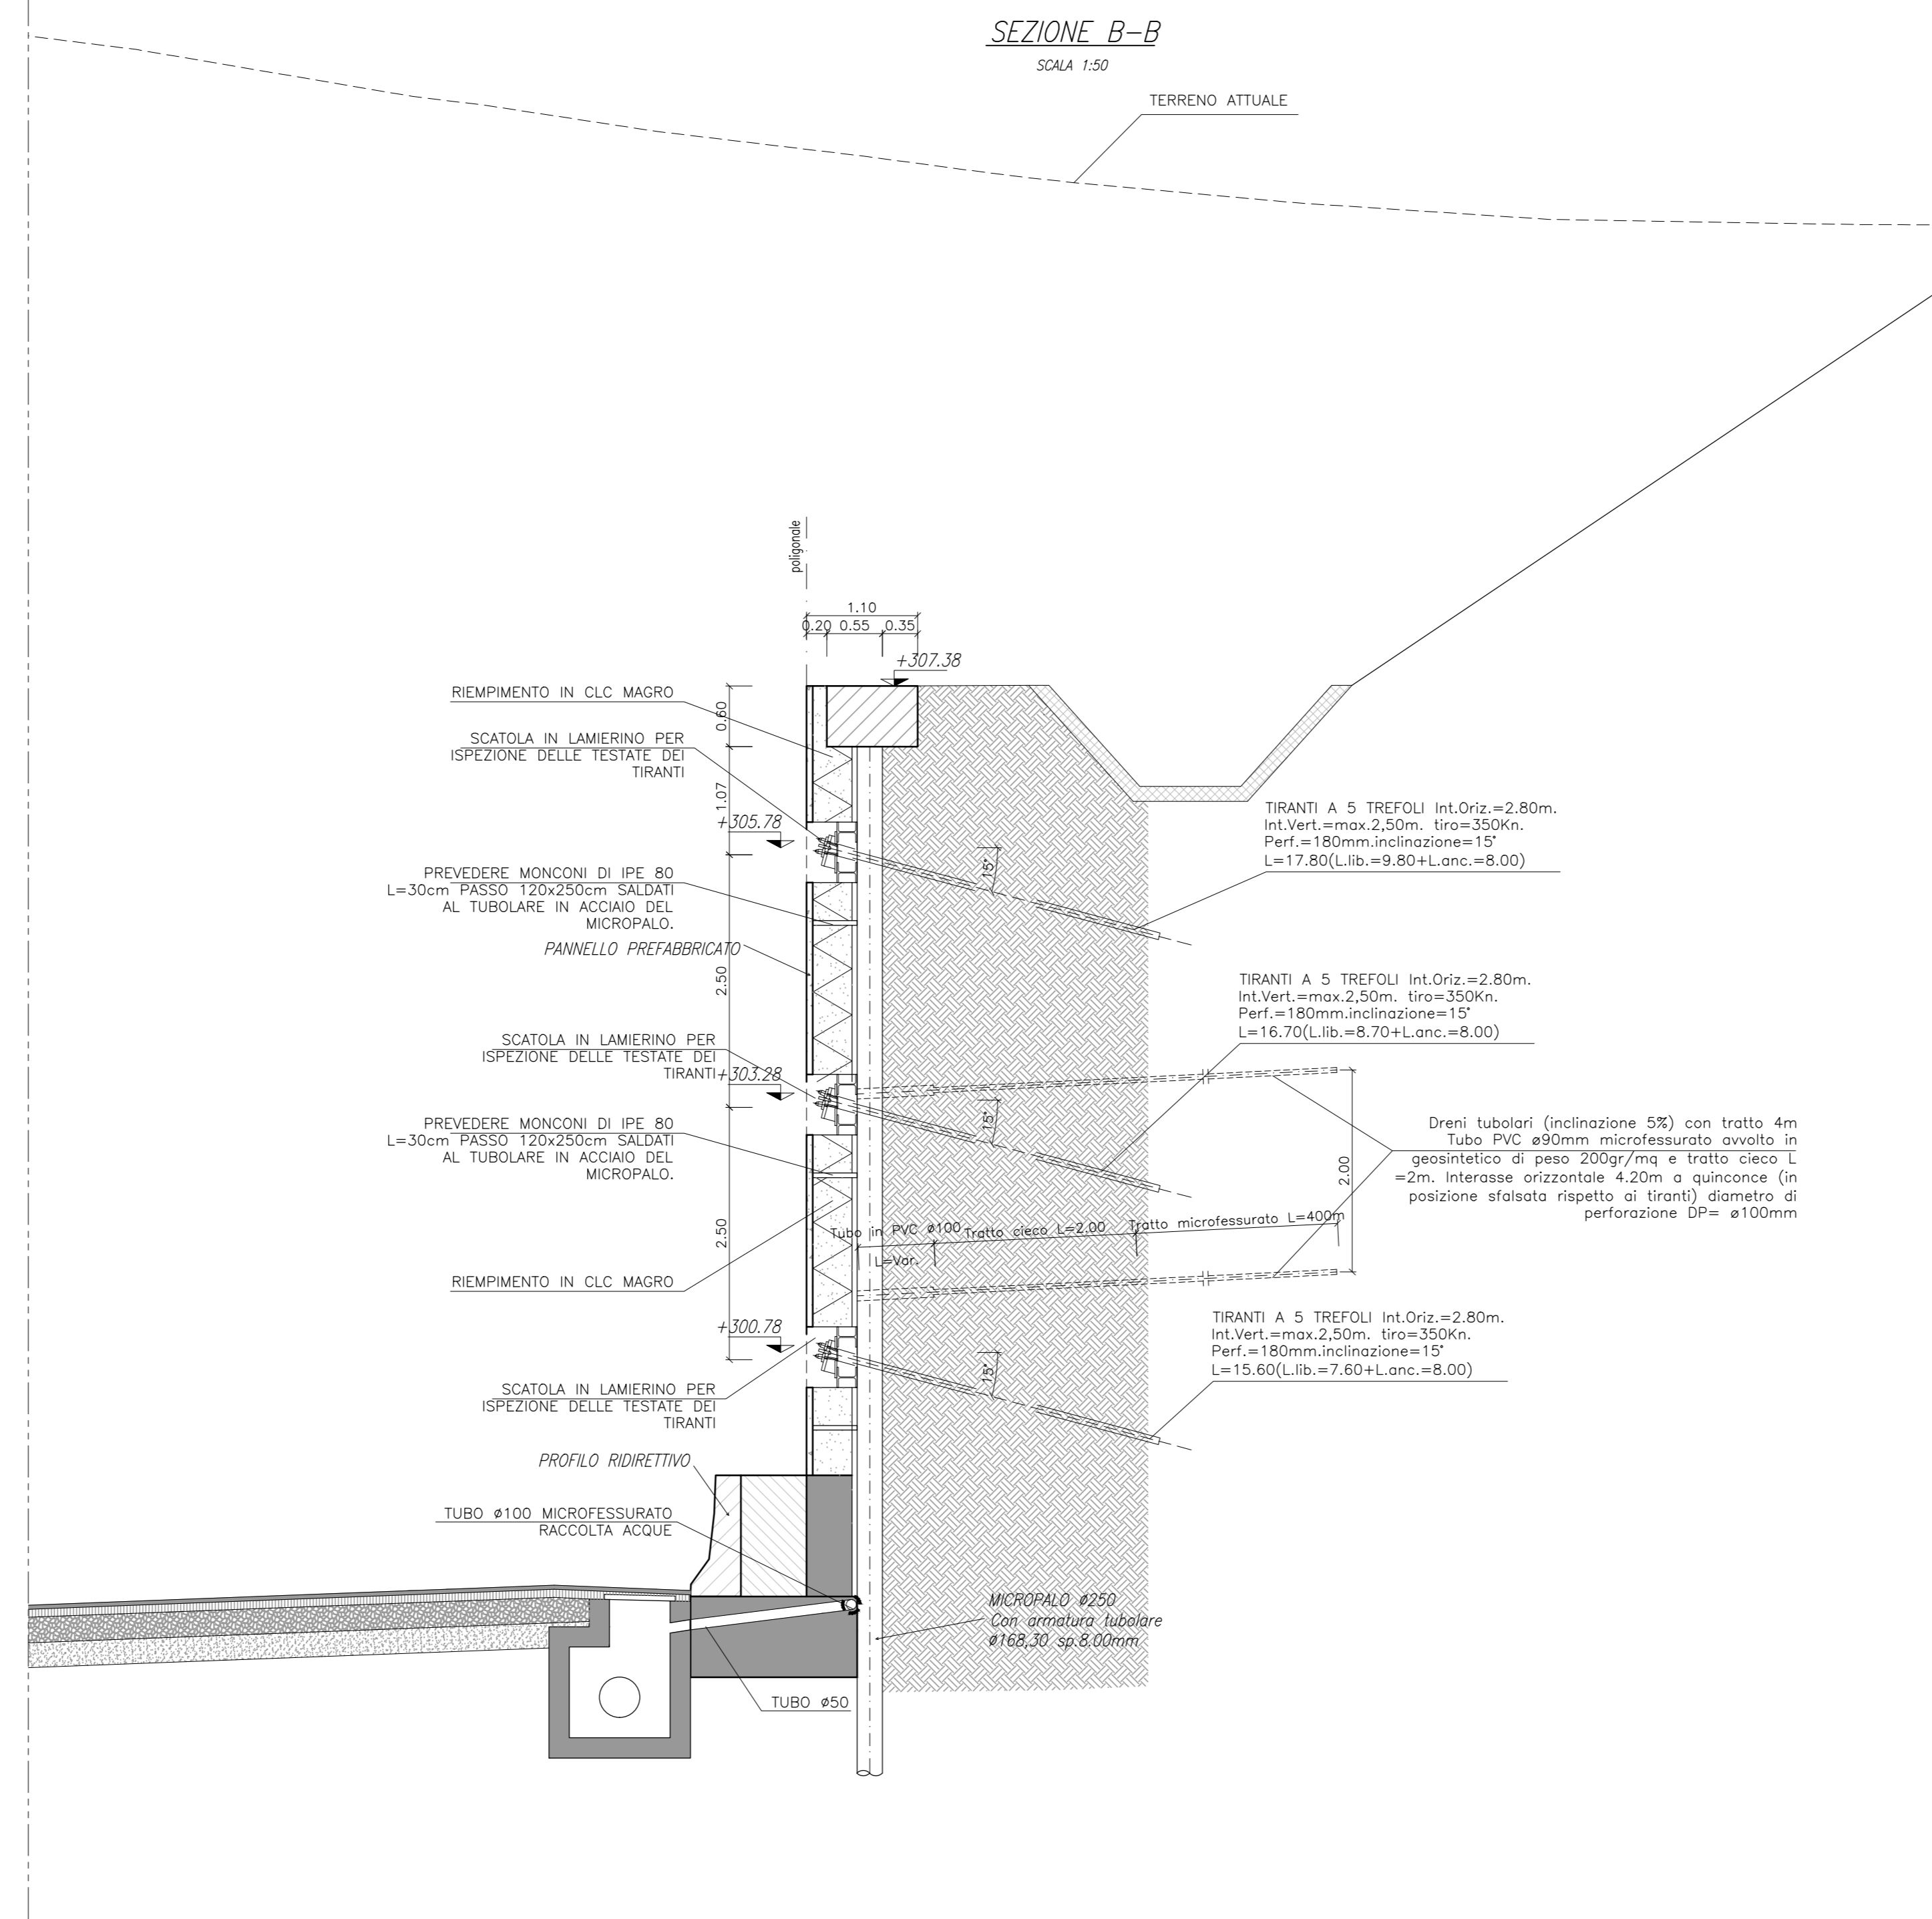 SEZIONE B-B
SCALA 1:50
TERRENO ATTUALE
poligonale
1.10
0.20 0.55 0.35
+307.38
RIEMPIMENTO IN CLC MAGRO
0.60
SCATOLA IN LAMIERINO PER
ISPEZIONE DELLE TESTATE DEI
TIRANTI
1.07
+305.78
TIRANTI A 5 TREFOLI Int.Oriz.=2.80m.
Int.Vert.=max.2,50m. tiro=350Kn.
Perf.=180mm.inclinazione=15°
L=17.80(L.lib.=9.80+L.anc.=8.00)
15°
PREVEDERE MONCONI DI IPE 80
L=30cm PASSO 120x250cm SALDATI
AL TUBOLARE IN ACCIAIO DEL
MICROPALO.
PANNELLO PREFABBRICATO
2.50
TIRANTI A 5 TREFOLI Int.Oriz.=2.80m.
Int.Vert.=max.2,50m. tiro=350Kn.
Perf.=180mm.inclinazione=15°
L=16.70(L.lib.=8.70+L.anc.=8.00)
SCATOLA IN LAMIERINO PER
ISPEZIONE DELLE TESTATE DEI
TIRANTI
+303.28
15°
PREVEDERE MONCONI DI IPE 80
L=30cm PASSO 120x250cm SALDATI
AL TUBOLARE IN ACCIAIO DEL
MICROPALO.
2.00
Dreni tubolari (inclinazione 5%) con tratto 4m
Tubo PVC ø90mm microfessurato avvolto in
geosintetico di peso 200gr/mq e tratto cieco L
=2m. Interasse orizzontale 4.20m a quinconce (in
posizione sfalsata rispetto ai tiranti) diametro di
perforazione DP= ø100mm
2.50
Tubo in PVC ø100
L=Var.
Tratto cieco L=2.00
Tratto microfessurato L=400m
RIEMPIMENTO IN CLC MAGRO
+300.78
TIRANTI A 5 TREFOLI Int.Oriz.=2.80m.
Int.Vert.=max.2,50m. tiro=350Kn.
Perf.=180mm.inclinazione=15°
L=15.60(L.lib.=7.60+L.anc.=8.00)
15°
SCATOLA IN LAMIERINO PER
ISPEZIONE DELLE TESTATE DEI
TIRANTI
PROFILO RIDIRETTIVO
TUBO ø100 MICROFESSURATO
RACCOLTA ACQUE
MICROPALO ø250
Con armatura tubolare
ø168,30 sp.8.00mm
TUBO ø50